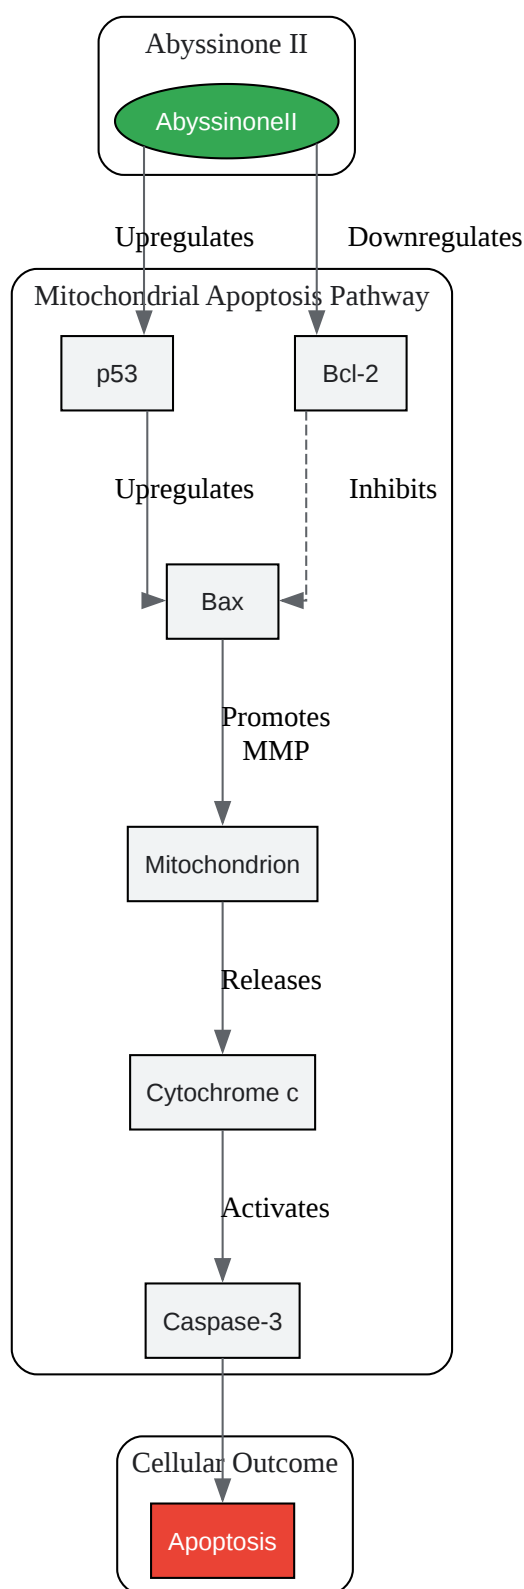 Abyssinone II
AbyssinoneII
Upregulates
Downregulates
Mitochondrial Apoptosis Pathway
p53
Bcl-2
Upregulates
Inhibits
Bax
Promotes
MMP
Mitochondrion
Releases
Cytochrome c
Activates
Caspase-3
Cellular Outcome
Apoptosis